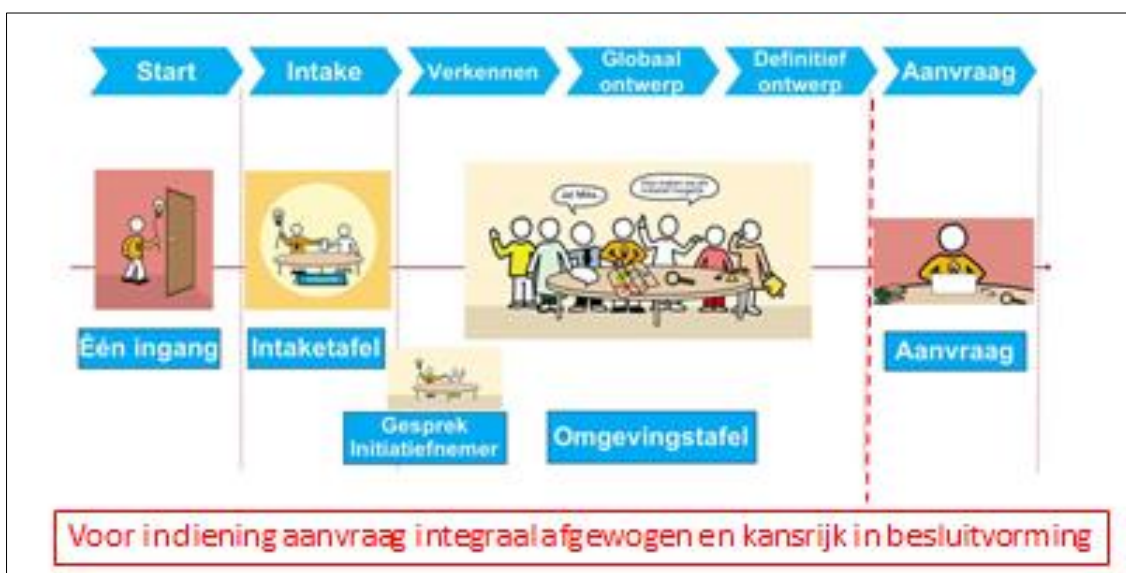 Start
Intake
Verkennen
Globaal
ontwerp
Definitief
ontwerp
Aanvraag
Één ingang
Intaketafel
Gesprek
Initiatiefnemer
Omgevingstafel
Aanvraag
Voor indiening aanvraag integraal afgewogen en kansrijk in besluitvorming